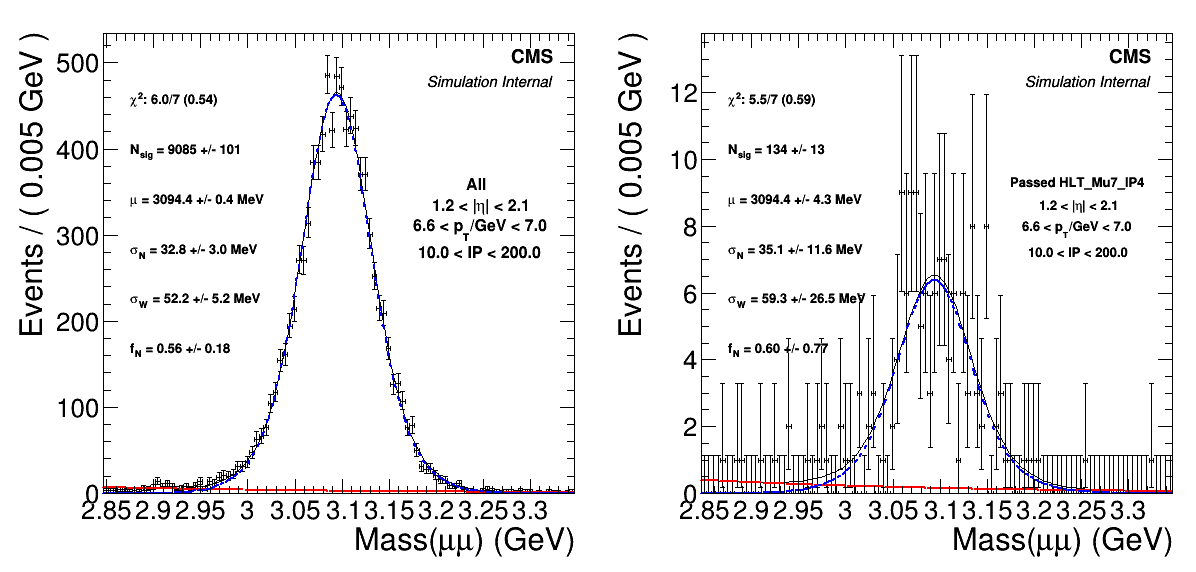 Events / ( 0.005 GeV )
500
400
300
200
100
0
CMS
Simulation Internal
χ²: 6.0/7 (0.54)
N_sig = 9085 +/- 101
μ = 3094.4 +/- 0.4 MeV
σ_N = 32.8 +/- 3.0 MeV
σ_W = 52.2 +/- 5.2 MeV
f_N = 0.56 +/- 0.18
All
1.2 < |η| < 2.1
6.6 < p_T/GeV < 7.0
10.0 < IP < 200.0
2.85 2.9 2.95 3 3.05 3.1 3.15 3.2 3.25 3.3
Mass(μμ) (GeV)
Events / ( 0.005 GeV )
12
10
8
6
4
2
0
CMS
Simulation Internal
χ²: 5.5/7 (0.59)
N_sig = 134 +/- 13
μ = 3094.4 +/- 4.3 MeV
σ_N = 35.1 +/- 11.6 MeV
σ_W = 59.3 +/- 26.5 MeV
f_N = 0.60 +/- 0.77
Passed HLT_Mu7_IP4
1.2 < |η| < 2.1
6.6 < p_T/GeV < 7.0
10.0 < IP < 200.0
2.85 2.9 2.95 3 3.05 3.1 3.15 3.2 3.25 3.3
Mass(μμ) (GeV)